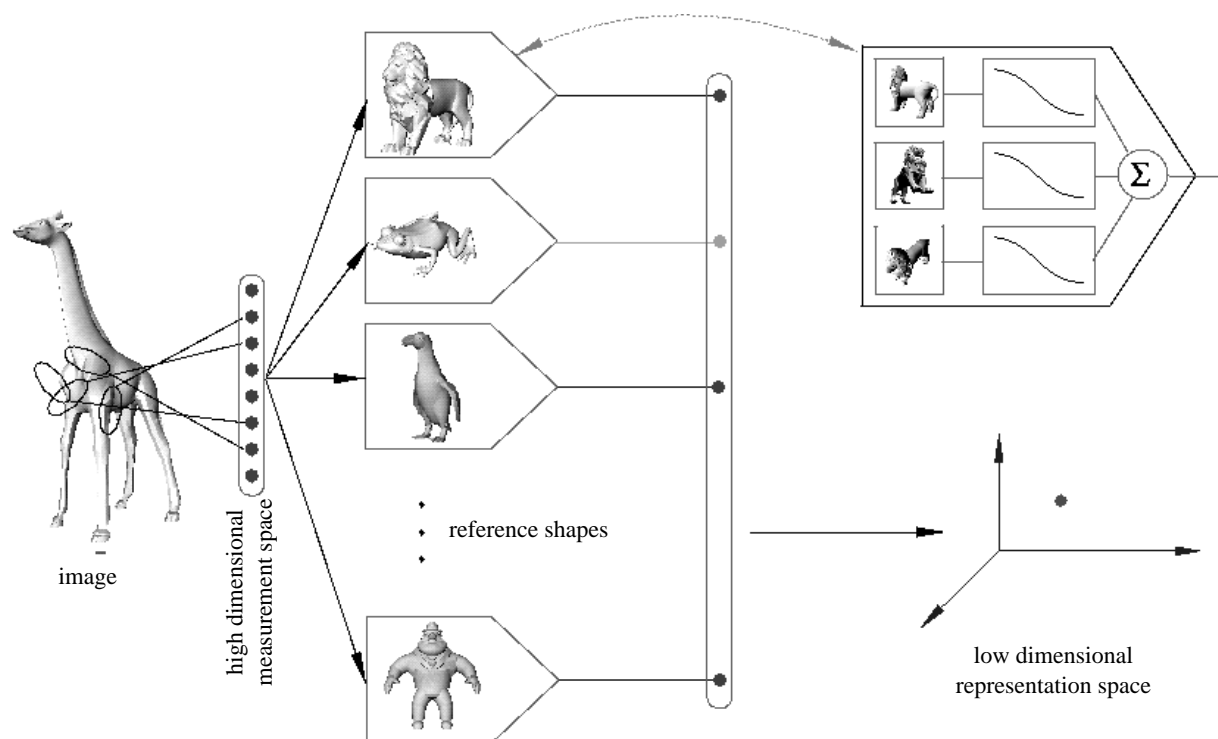 Σ
reference shapes
image
high dimensional
measurement space
low dimensional
representation space